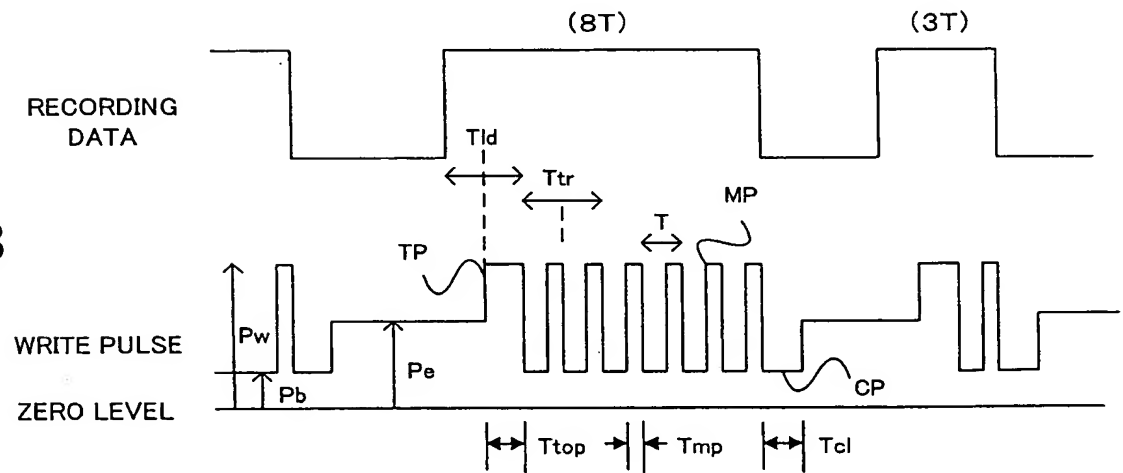 (8T)
(3T)
RECORDING
DATA
Tld
Ttr
MP
T
TP
Pw
WRITE PULSE
Pb
Pe
CP
ZERO LEVEL
Ttop
Tmp
Tcl